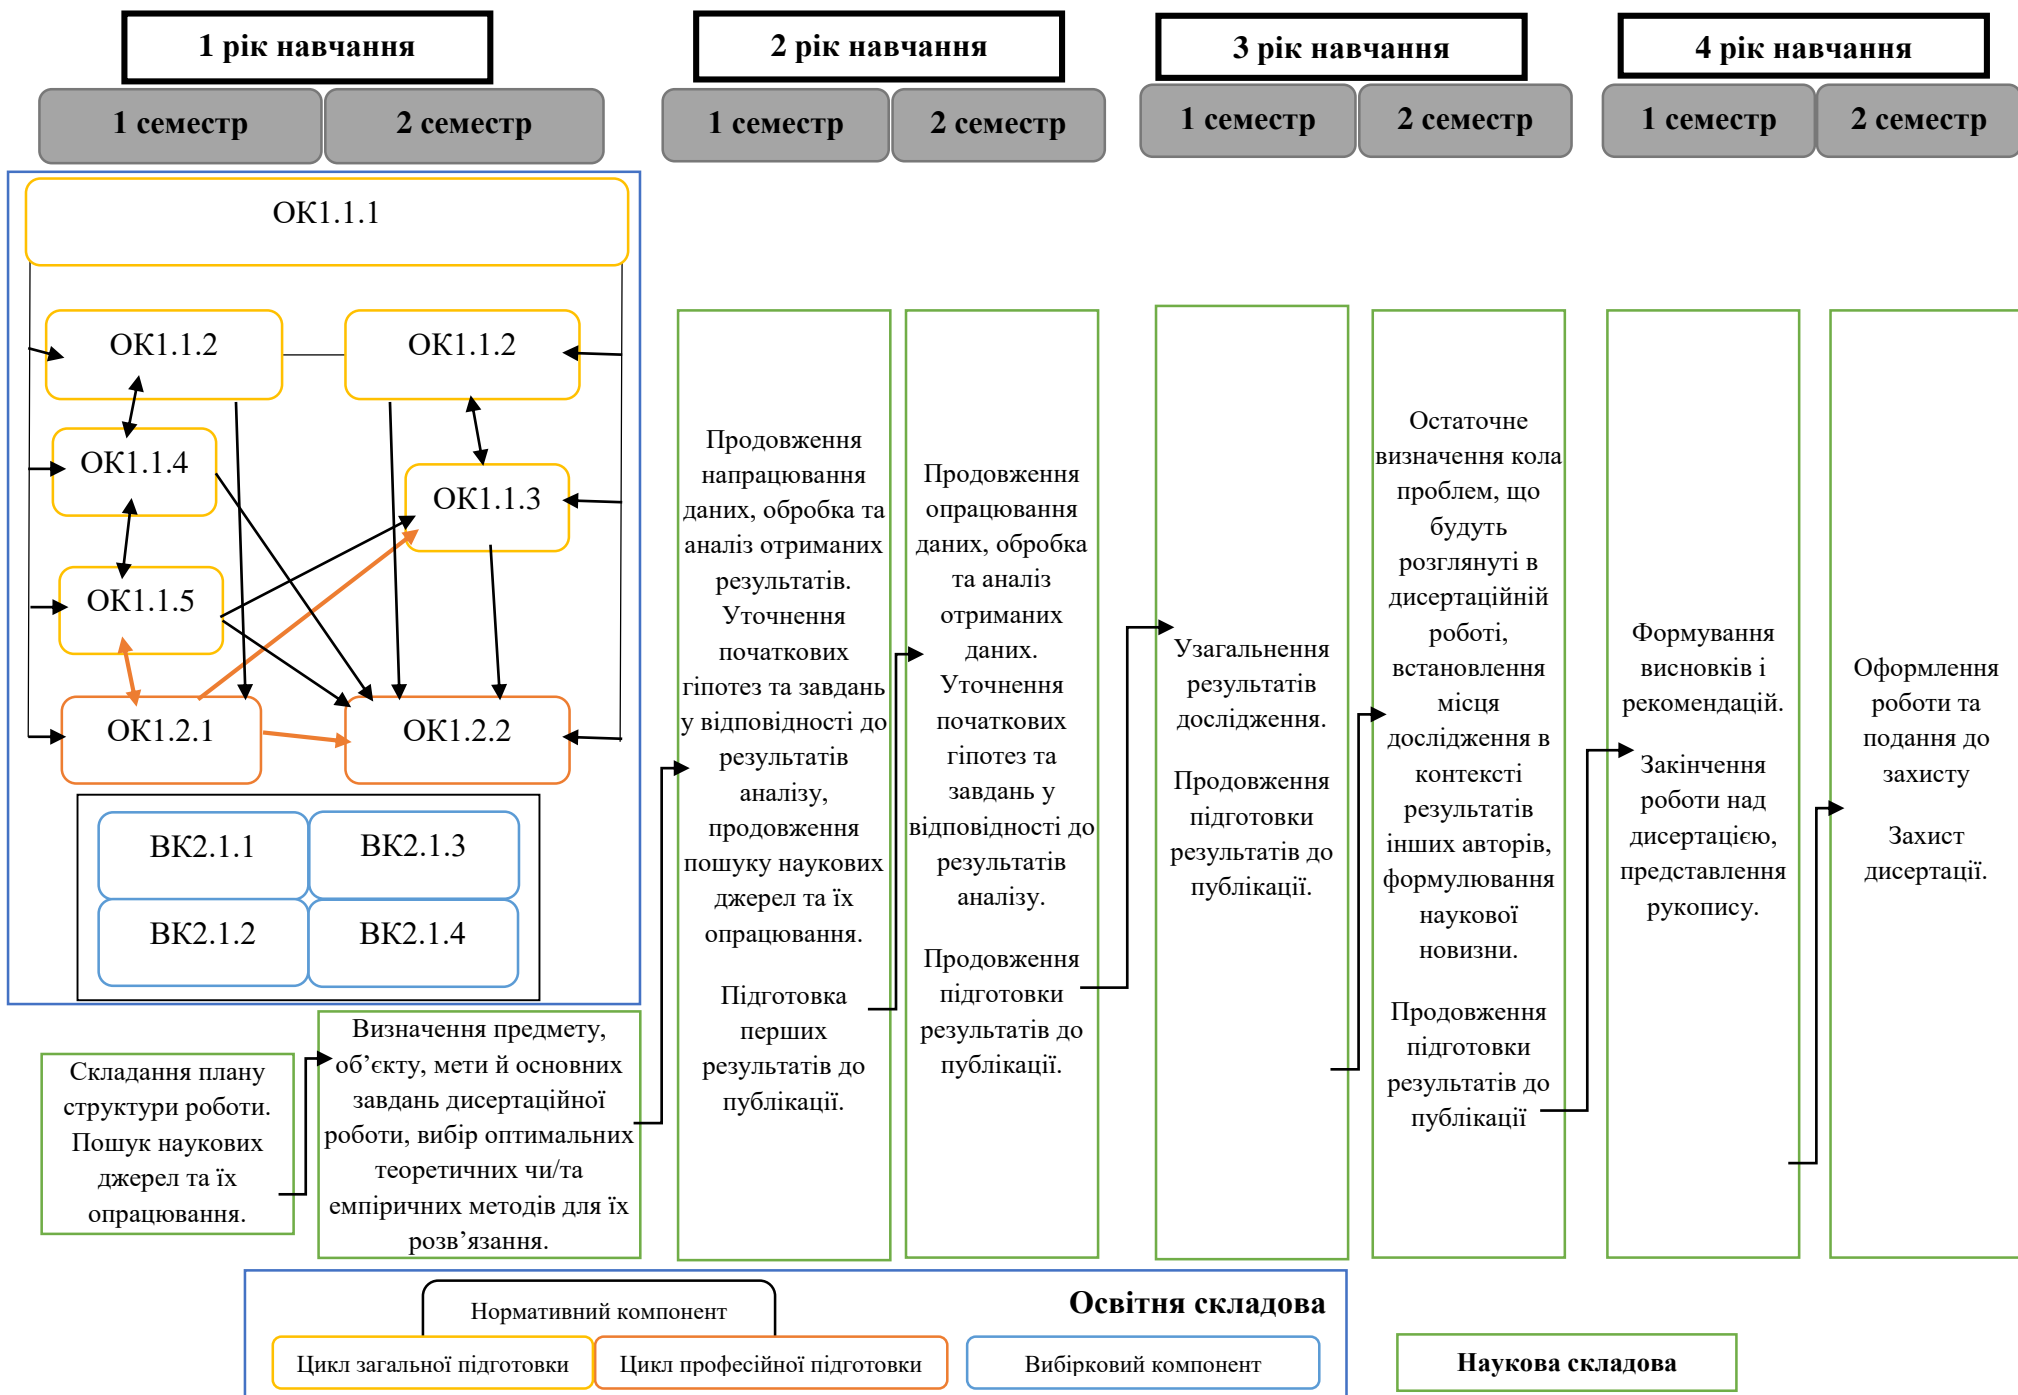 1 рік навчання
2 рік навчання
3 рік навчання
4 рік навчання
1 семестр
2 семестр
1 семестр
2 семестр
1 семестр
2 семестр
1 семестр
2 семестр
ОК1.1.1
ОК1.1.2
ОК1.1.2
ОК1.1.4
ОК1.1.3
ОК1.1.5
ОК1.2.1
ОК1.2.2
ВК2.1.1
ВК2.1.3
ВК2.1.2
ВК2.1.4
Складання плану
структури роботи.
Пошук наукових
джерел та їх
опрацювання.
Визначення предмету,
об’єкту, мети й основних
завдань дисертаційної
роботи, вибір оптимальних
теоретичних чи/та
емпіричних методів для їх
розв’язання.
Продовження
напрацювання
даних, обробка та
аналіз отриманих
результатів.
Уточнення
початкових
гіпотез та завдань
у відповідності до
результатів
аналізу,
продовження
пошуку наукових
джерел та їх
опрацювання.
Підготовка
перших
результатів до
публікації.
Продовження
опрацювання
даних, обробка
та аналіз
отриманих
даних.
Уточнення
початкових
гіпотез та
завдань у
відповідності до
результатів
аналізу.
Продовження
підготовки
результатів до
публікації.
Узагальнення
результатів
дослідження.
Продовження
підготовки
результатів до
публікації.
Остаточне
визначення кола
проблем, що
будуть
розглянуті в
дисертаційній
роботі,
встановлення
місця
дослідження в
контексті
результатів
інших авторів,
формулювання
наукової
новизни.
Продовження
підготовки
результатів до
публікації
Формування
висновків і
рекомендацій.
Закінчення
роботи над
дисертацією,
представлення
рукопису.
Оформлення
роботи та
подання до
захисту
Захист
дисертації.
Нормативний компонент
Освітня складова
Цикл загальної підготовки
Цикл професійної підготовки
Вибірковий компонент
Наукова складова